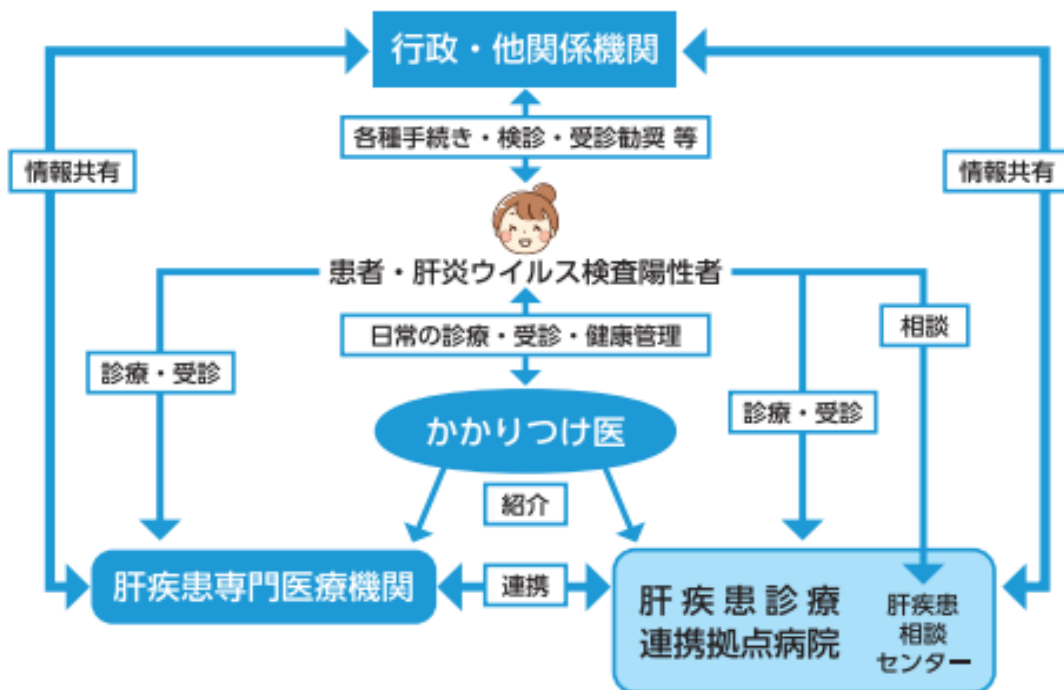 行政・他関係機関
各種手続き・検診・受診勧奨 等
情報共有
情報共有
患者・肝炎ウイルス検査陽性者
日常の診療・受診・健康管理
相談
診療・受診
診療・受診
かかりつけ医
紹介
肝疾患専門医療機関
連携
肝疾患診療
連携拠点病院
肝疾患
相談
センター